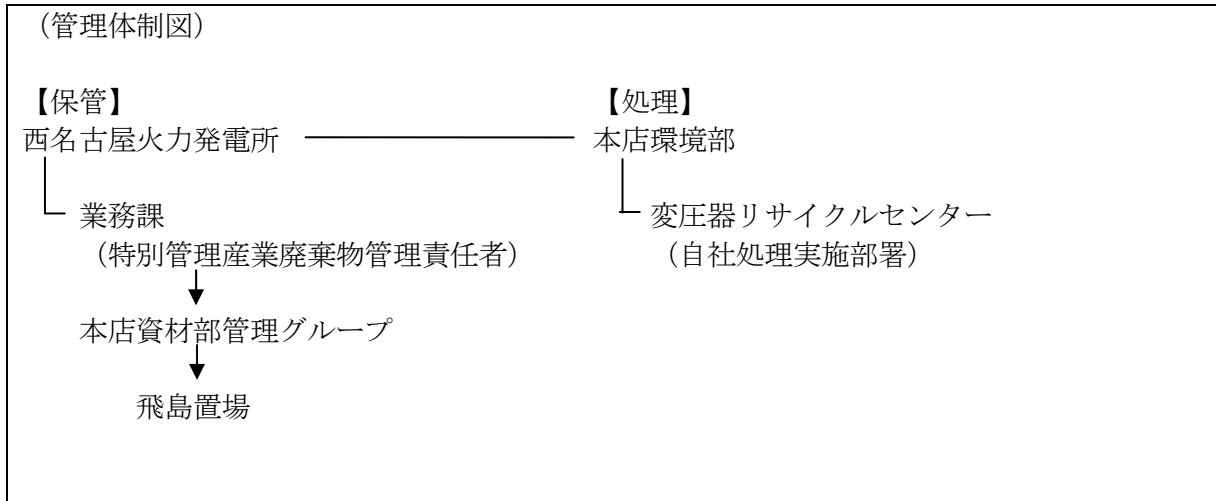 （管理体制図）
【保管】 【処理】
西名古屋火力発電所 本店環境部
業務課 変圧器リサイクルセンター
（特別管理産業廃棄物管理責任者） （自社処理実施部署）
本店資材部管理グループ
飛島置場